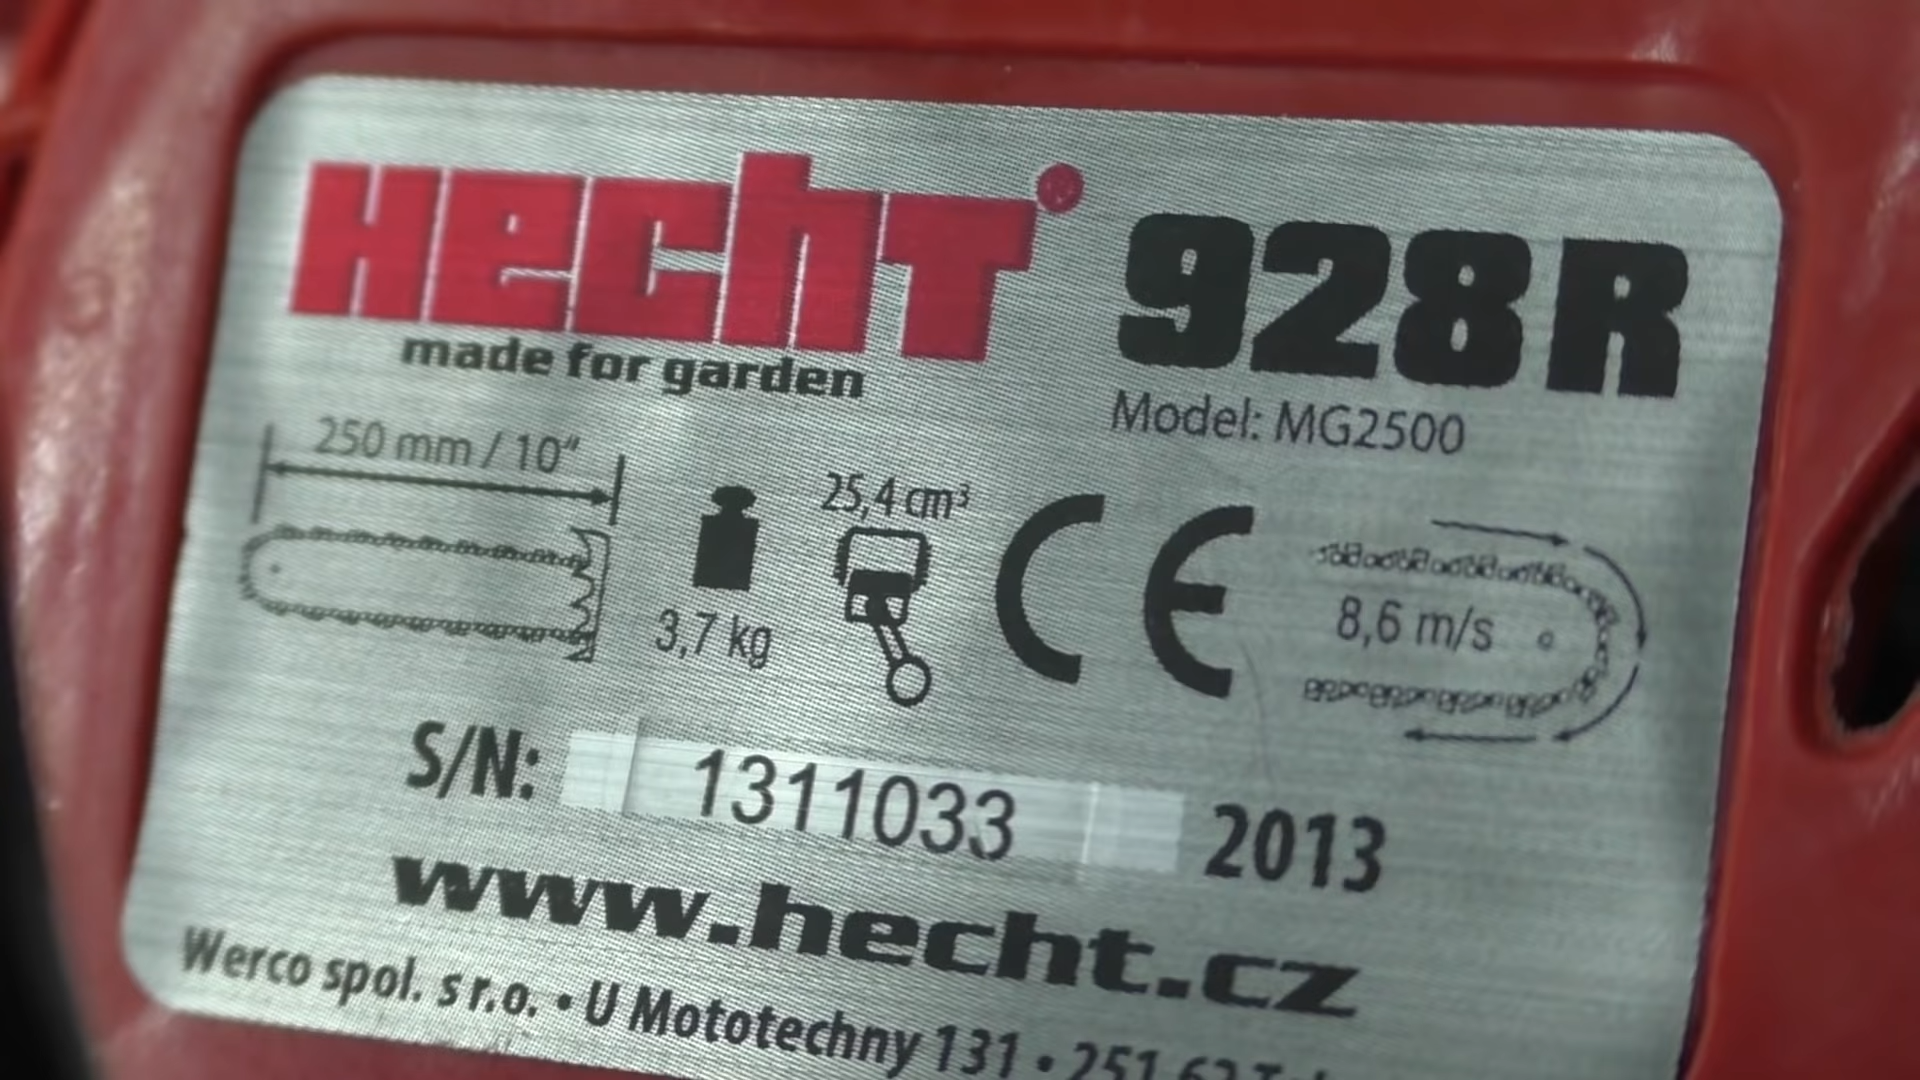 Hecht 928R
made for garden
Model: MG2500
250 mm / 10"
25,4 cm³
CE
3,7 kg
8,6 m/s
S/N: 1311033 2013
www.hecht.cz
Werco spol. s r.o. • U Mototechny 131 • 251 62